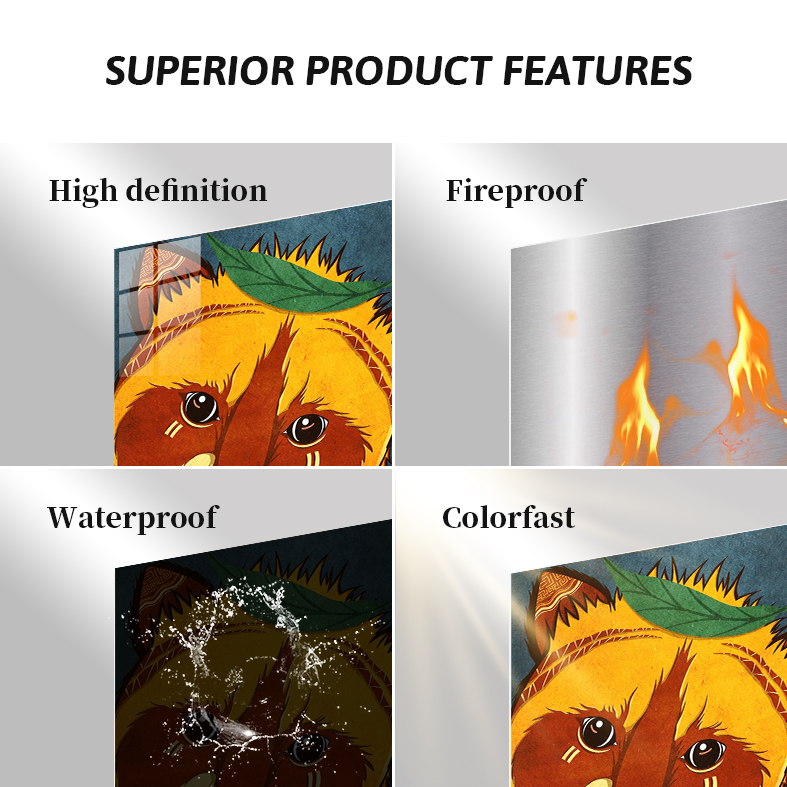 SUPERIOR PRODUCT FEATURES
High definition
Fireproof
Waterproof
Colorfast